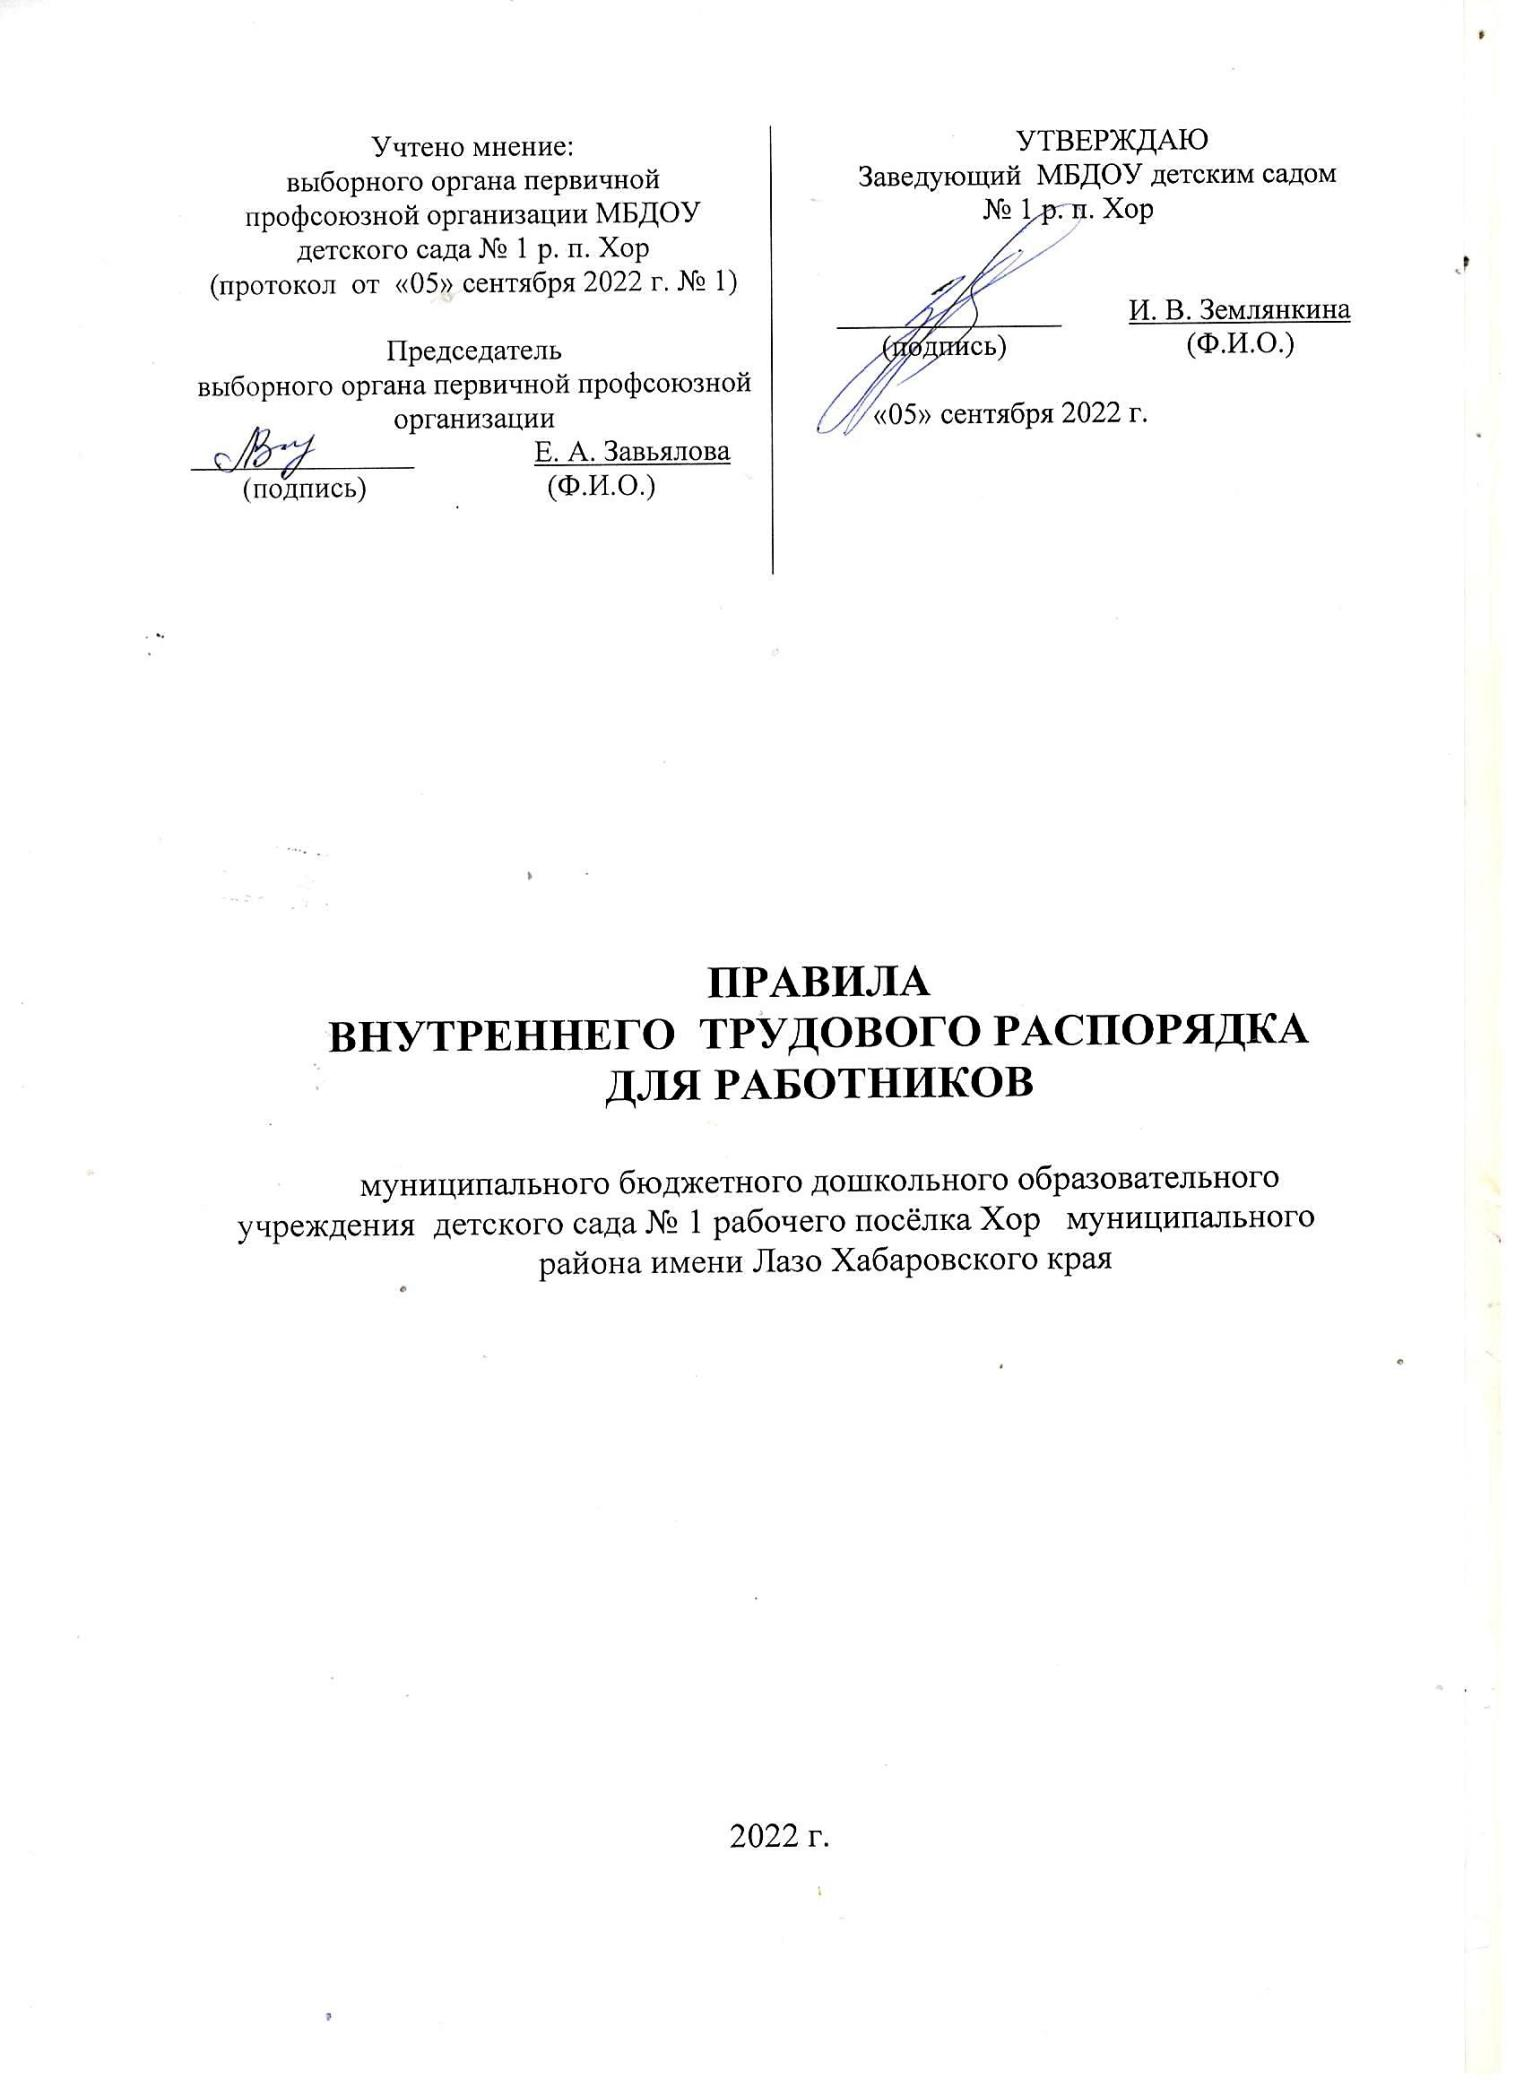 Учтено мнение:
выборного органа первичной
профсоюзной организации МБДОУ
детского сада № 1 р. п. Хор
(протокол от «05» сентября 2022 г. № 1)
Председатель
выборного органа первичной профсоюзной
организации
Е. А. Завьялова
(подпись) (Ф.И.О.)
УТВЕРЖДАЮ
Заведующий МБДОУ детским садом
№ 1 р. п. Хор
И. В. Землянкина
(подпись) (Ф.И.О.)
«05» сентября 2022 г.
ПРАВИЛА
ВНУТРЕННЕГО ТРУДОВОГО РАСПОРЯДКА
ДЛЯ РАБОТНИКОВ
муниципального бюджетного дошкольного образовательного
учреждения детского сада № 1 рабочего посёлка Хор муниципального
района имени Лазо Хабаровского края
2022 г.